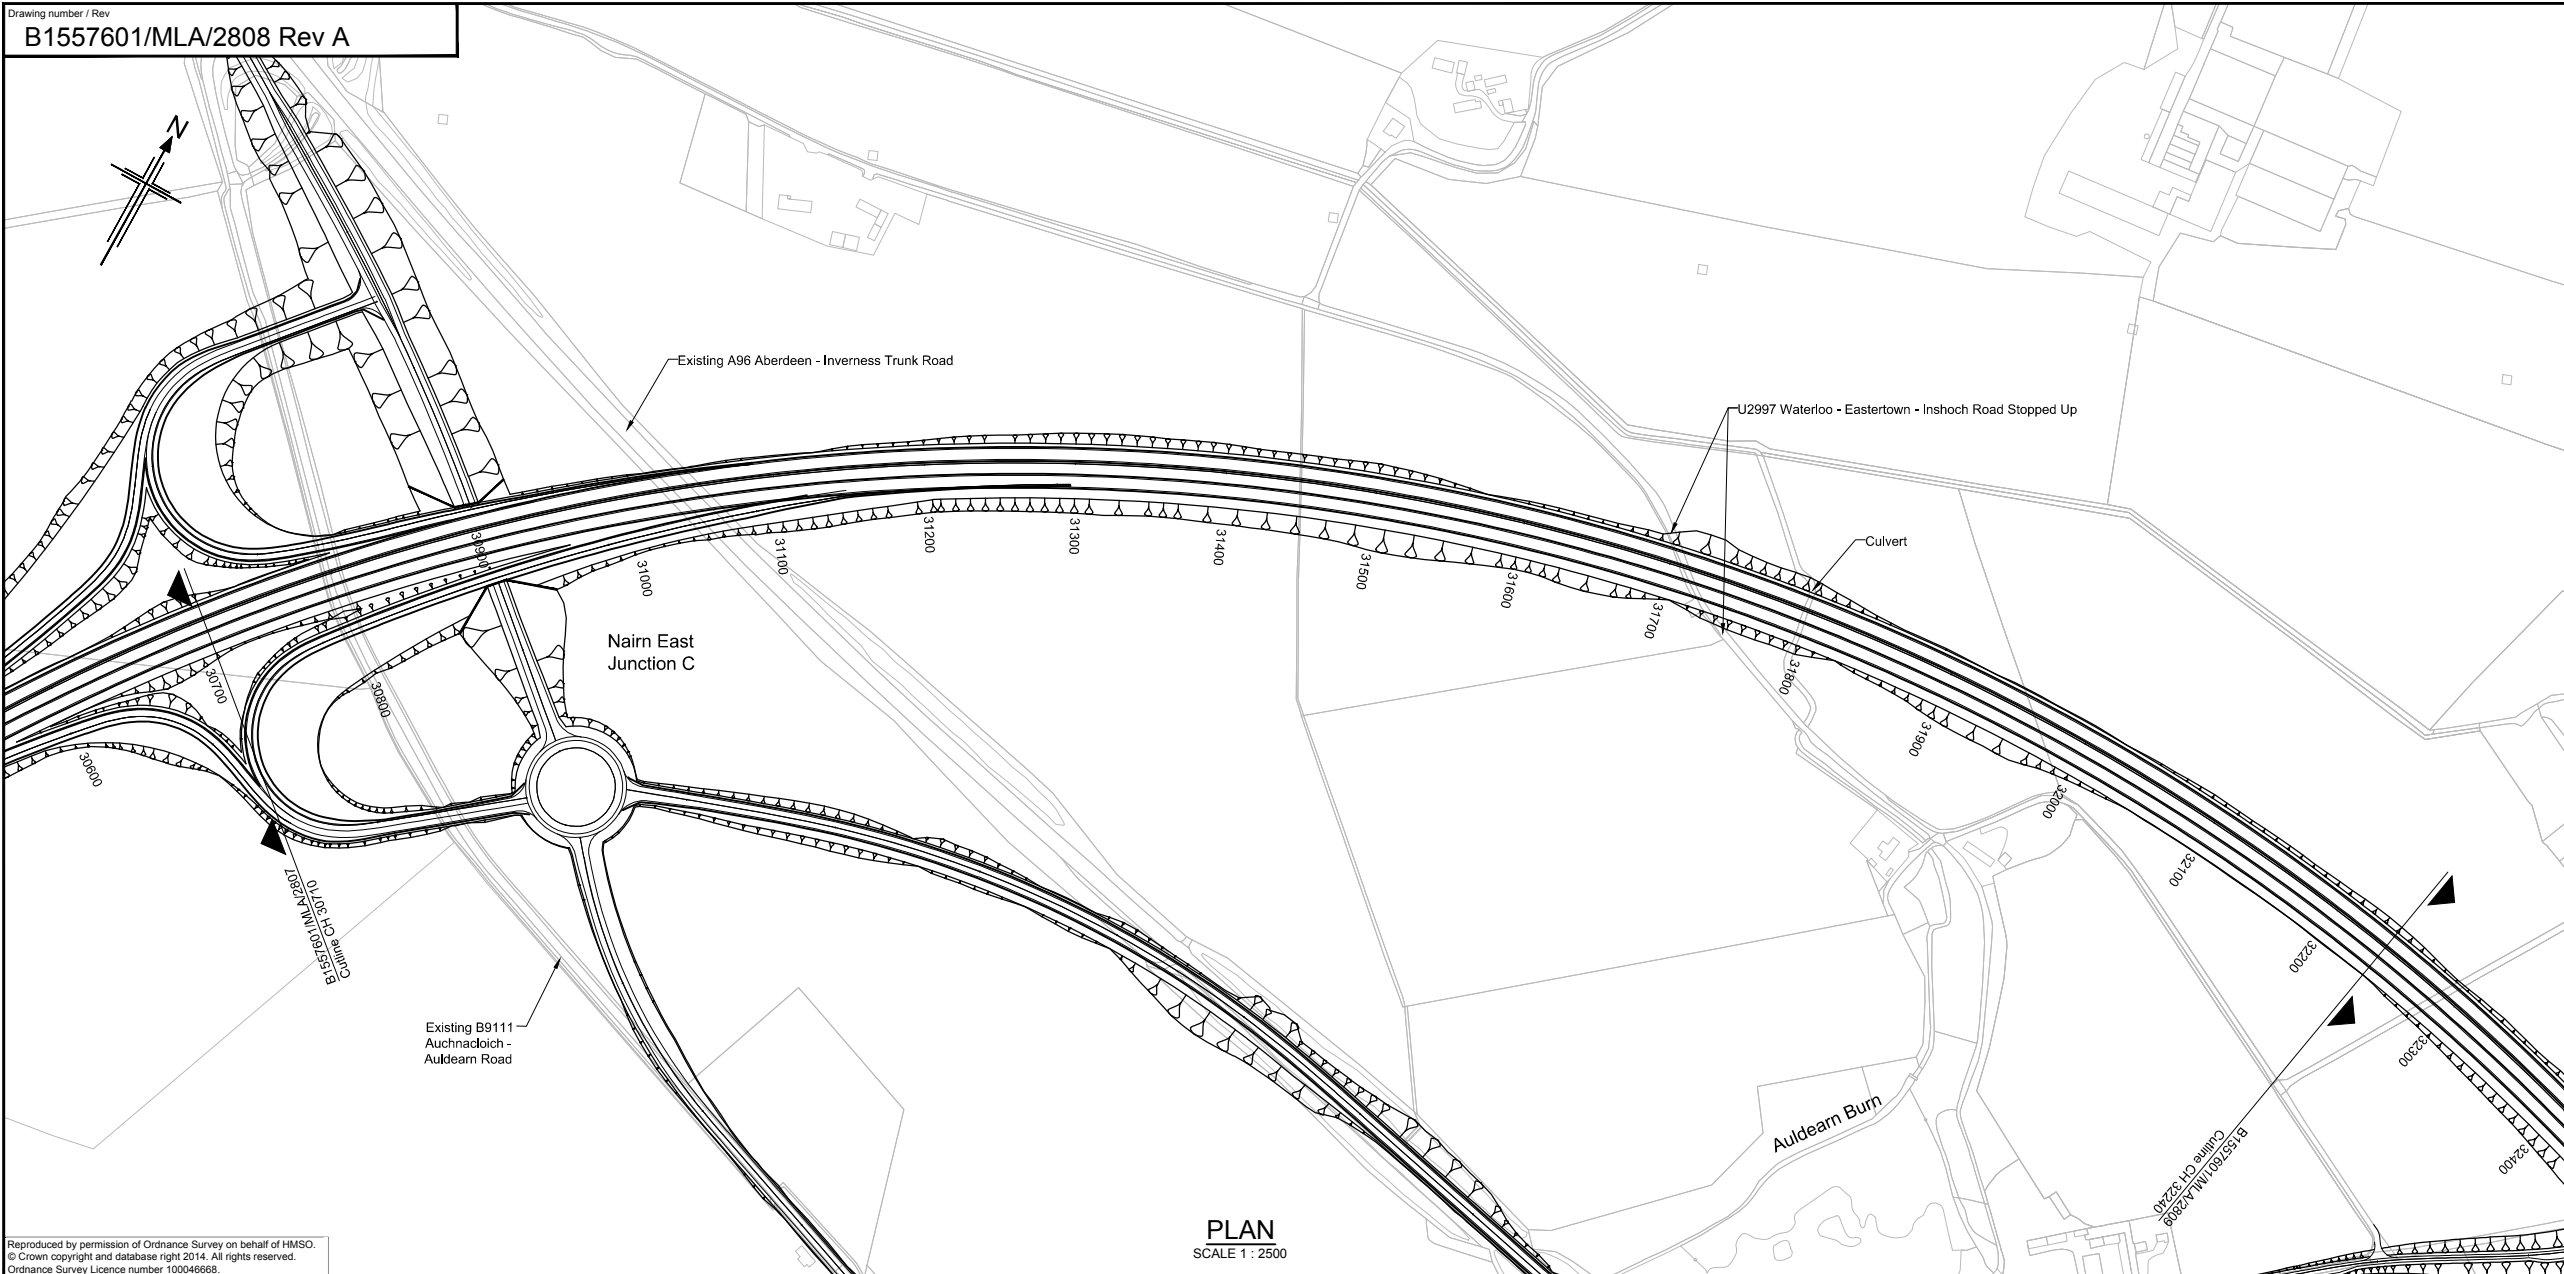 Drawing number / Rev
B1557601/MLA/2808 Rev A
N
Existing A96 Aberdeen - Inverness Trunk Road
U2997 Waterloo - Eastertown - Inshoch Road Stopped Up
Culvert
Nairn East
Junction C
30600
30700
30800
30900
31000
31100
31200
31300
31400
31500
31600
31700
31800
31900
32000
32100
32200
32300
32400
B1557601/MLA/2807
Cutline CH 30710
Existing B9111
Auchnacloich -
Auldearn Road
Auldearn Burn
B1557601/MLA/2809
Cutline CH 32240
PLAN
SCALE 1 : 2500
Reproduced by permission of Ordnance Survey on behalf of HMSO.
© Crown copyright and database right 2014. All rights reserved.
Ordnance Survey Licence number 100046668.